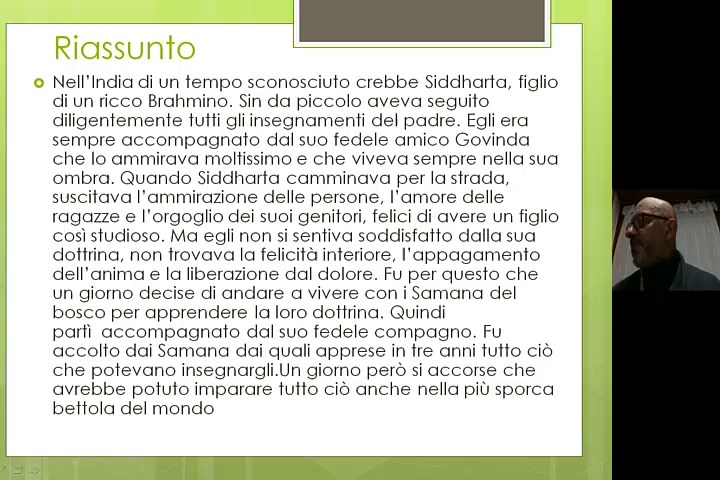 Riassunto
Nell'India di un tempo sconosciuto crebbe Siddharta, figlio
di un ricco Brahmino. Sin da piccolo aveva seguito
diligentemente tutti gli insegnamenti del padre. Egli era
sempre accompagnato dal suo fedele amico Govinda
che lo ammirava moltissimo e che viveva sempre nella sua
ombra. Quando Siddharta camminava per la strada,
suscitava l'ammirazione delle persone, l'amore delle
ragazze e l'orgoglio dei suoi genitori, felici di avere un figlio
così studioso. Ma egli non si sentiva soddisfatto dalla sua
dottrina, non trovava la felicità interiore, l'appagamento
dell'anima e la liberazione dal dolore. Fu per questo che
un giorno decise di andare a vivere con i Samana del
bosco per apprendere la loro dottrina. Quindi
partì accompagnato dal suo fedele compagno. Fu
accolto dai Samana dai quali apprese in tre anni tutto ciò
che potevano insegnargli.Un giorno però si accorse che
avrebbe potuto imparare tutto ciò anche nella più sporca
bettola del mondo